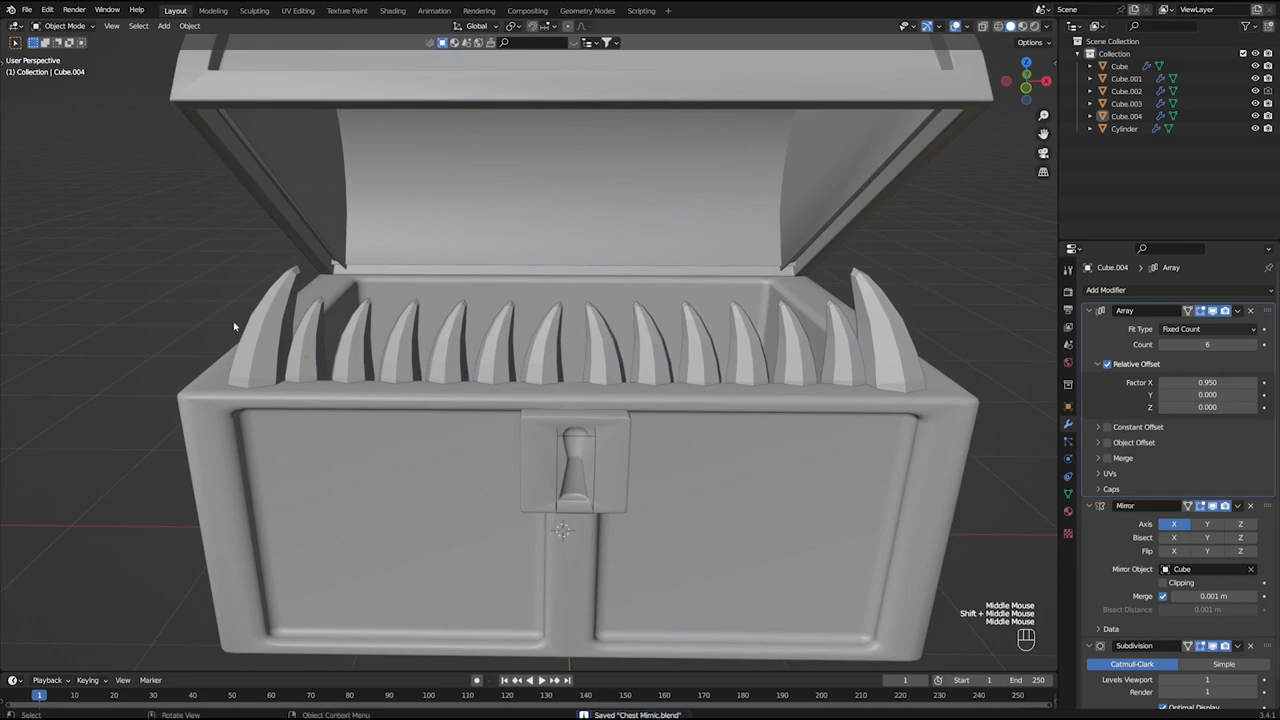 File Edit Render Window Help Layout Modeling Sculpting UV Editing Texture Paint Shading Animation Rendering Compositing Geometry Nodes Scripting Scene ViewLayer
Object Mode View Select Add Object Global
Options
User Perspective
(1) Collection | Cube.004
Z
Y
X
Scene Collection
Collection
Cube
Cube.001
Cube.002
Cube.003
Cube.004
Cylinder
Cube.004 > Array
Add Modifier
Array
Fit Type Fixed Count
Count 6
Relative Offset
Factor X 0.950
Y 0.000
Z 0.000
Constant Offset
Object Offset
Merge
UVs
Caps
Mirror
Axis X Y Z
Bisect X Y Z
Flip X Y Z
Mirror Object Cube
Clipping
Merge 0.001 m
Bisect Distance 0.001 m
Data
Subdivision
Catmull-Clark Simple
Levels Viewport 1
Render 1
Optimal Display
Middle Mouse
Shift + Middle Mouse
Middle Mouse
Playback Keying View Marker 1 Start 1 End 250
1 10 20 30 40 50 60 70 80 90 100 110 120 130 140 150 160 170 180 190 200 210 220 230 240 250
Select Rotate View Object Context Menu Saved "Chest Mimic.blend" 3.4.1